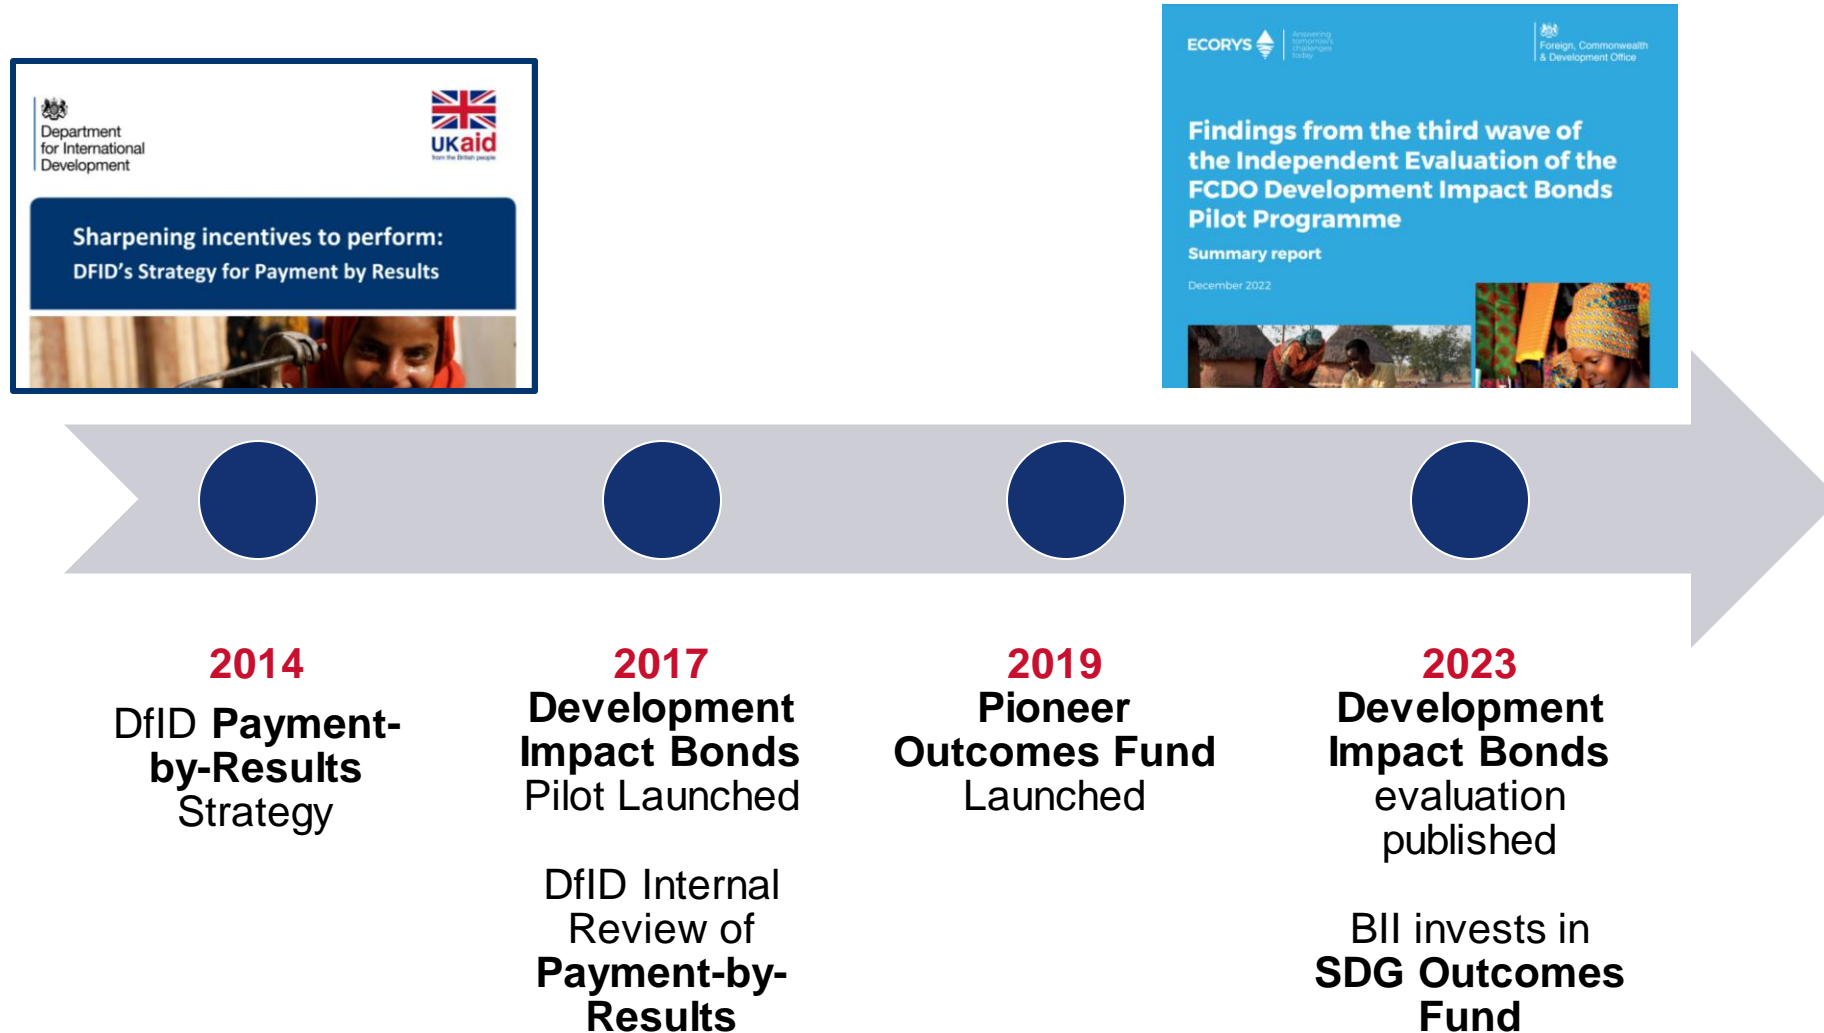 Department
for International
Development
UKaid
from the British people
Sharpening incentives to perform:
DFID's Strategy for Payment by Results
ECORYS
Answering
tomorrow's
challenges
today
Foreign, Commonwealth
& Development Office
Findings from the third wave of
the Independent Evaluation of the
FCDO Development Impact Bonds
Pilot Programme
Summary report
December 2022
2014
DfID Payment-
by-Results
Strategy
2017
Development
Impact Bonds
Pilot Launched
DfID Internal
Review of
Payment-by-
Results
2019
Pioneer
Outcomes Fund
Launched
2023
Development
Impact Bonds
evaluation
published
BII invests in
SDG Outcomes
Fund